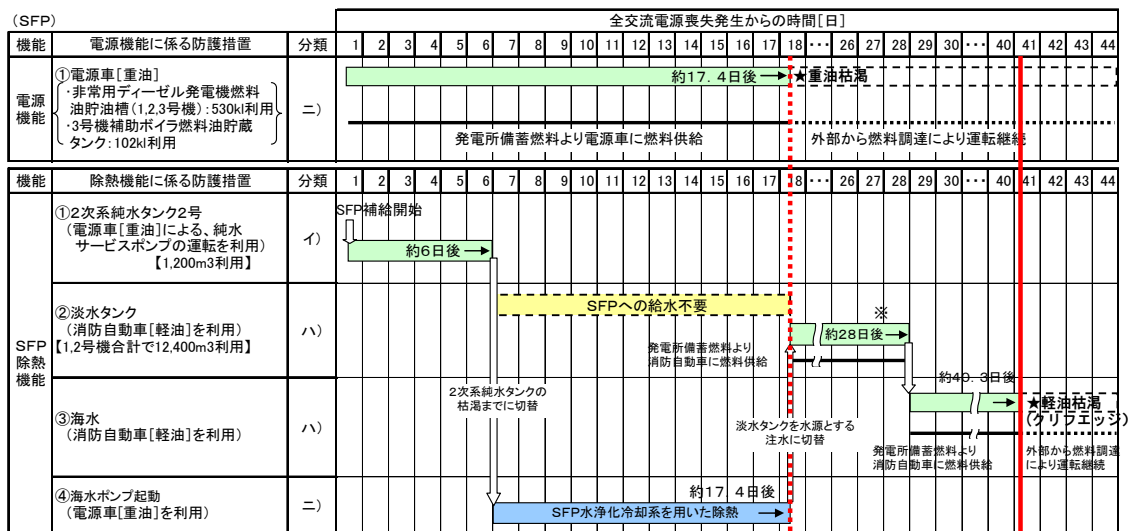 (SFP)
全交流電源喪失発生からの時間[日]
機能 電源機能に係る防護措置 分類 1 2 3 4 5 6 7 8 9 10 11 12 13 14 15 16 17 18 ･･･ 26 27 28 29 30 ･･･ 40 41 42 43 44
電源
機能
①電源車[重油]
・非常用ディーゼル発電機燃料
油貯油槽(1,2,3号機):530kl利用
・3号機補助ボイラ燃料油貯蔵
タンク:102kl利用
ニ)
約17.4日後
★重油枯渇
発電所備蓄燃料より電源車に燃料供給
外部から燃料調達により運転継続
機能 除熱機能に係る防護措置 分類 1 2 3 4 5 6 7 8 9 10 11 12 13 14 15 16 17 18 ･･･ 26 27 28 29 30 ･･･ 40 41 42 43 44
SFP
除熱
機能
①2次系純水タンク2号
(電源車[重油]による、純水
サービスポンプの運転を利用)
【1,200m3利用】
イ)
SFP補給開始
約6日後
②淡水タンク
(消防自動車[軽油]を利用)
【1,2号機合計で12,400m3利用】
ハ)
SFPへの給水不要
※
約28日後
発電所備蓄燃料より
消防自動車に燃料供給
2次系純水タンクの
枯渇までに切替
③海水
(消防自動車[軽油]を利用)
ハ)
約40.3日後
★軽油枯渇
(クリフエッジ)
淡水タンクを水源とする
注水に切替
発電所備蓄燃料より
消防自動車に燃料供給
外部から燃料調達
により運転継続
④海水ポンプ起動
(電源車[重油]を利用)
ニ)
約17.4日後
SFP水浄化冷却系を用いた除熱